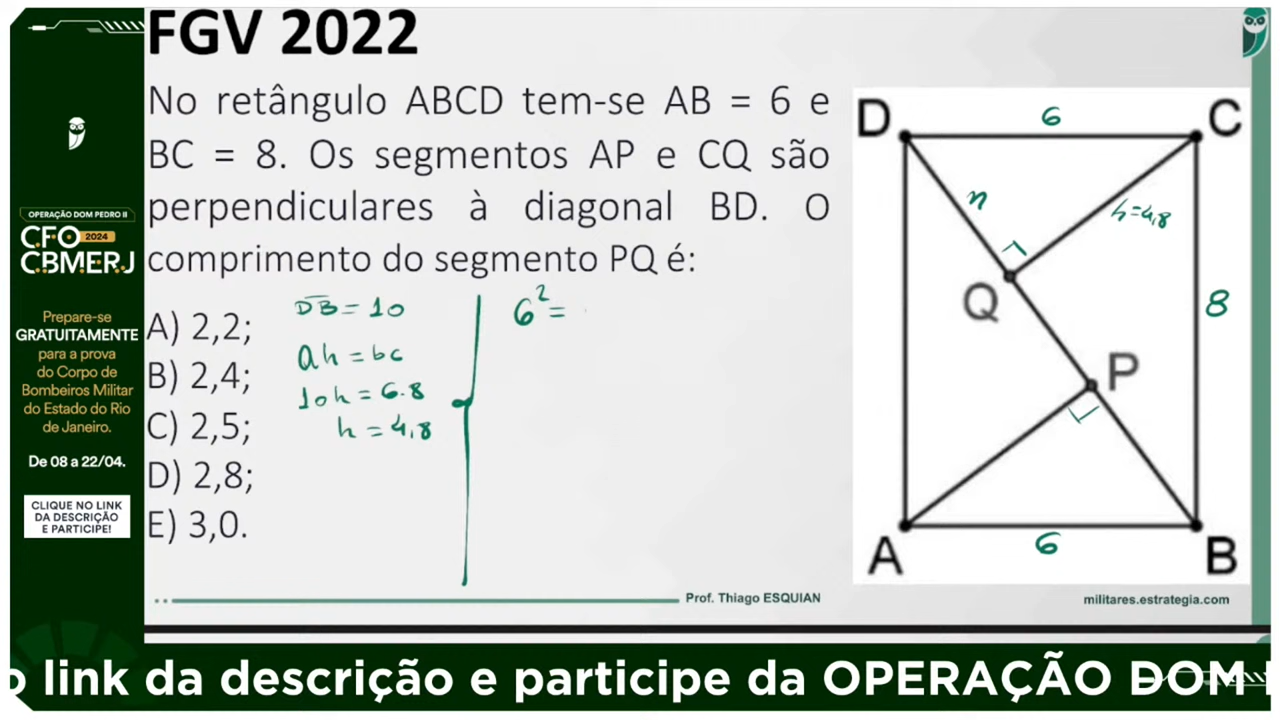 FGV 2022
No retângulo ABCD tem-se AB = 6 e
BC = 8. Os segmentos AP e CQ são
perpendiculares à diagonal BD. O
comprimento do segmento PQ é:
A) 2,2;
B) 2,4;
C) 2,5;
D) 2,8;
E) 3,0.
DB = 10
ah = bc
10h = 6.8
h = 4,8
6² =
D
6
C
n
h=4,8
Q
8
P
A
6
B
OPERAÇÃO DOM PEDRO II
CFO 2024
CBMERJ
Prepare-se
GRATUITAMENTE
para a prova
do Corpo de
Bombeiros Militar
do Estado do Rio
de Janeiro.
De 08 a 22/04.
CLIQUE NO LINK
DA DESCRIÇÃO
E PARTICIPE!
Prof. Thiago ESQUIAN
militares.estrategia.com
o link da descrição e participe da OPERAÇÃO DOM